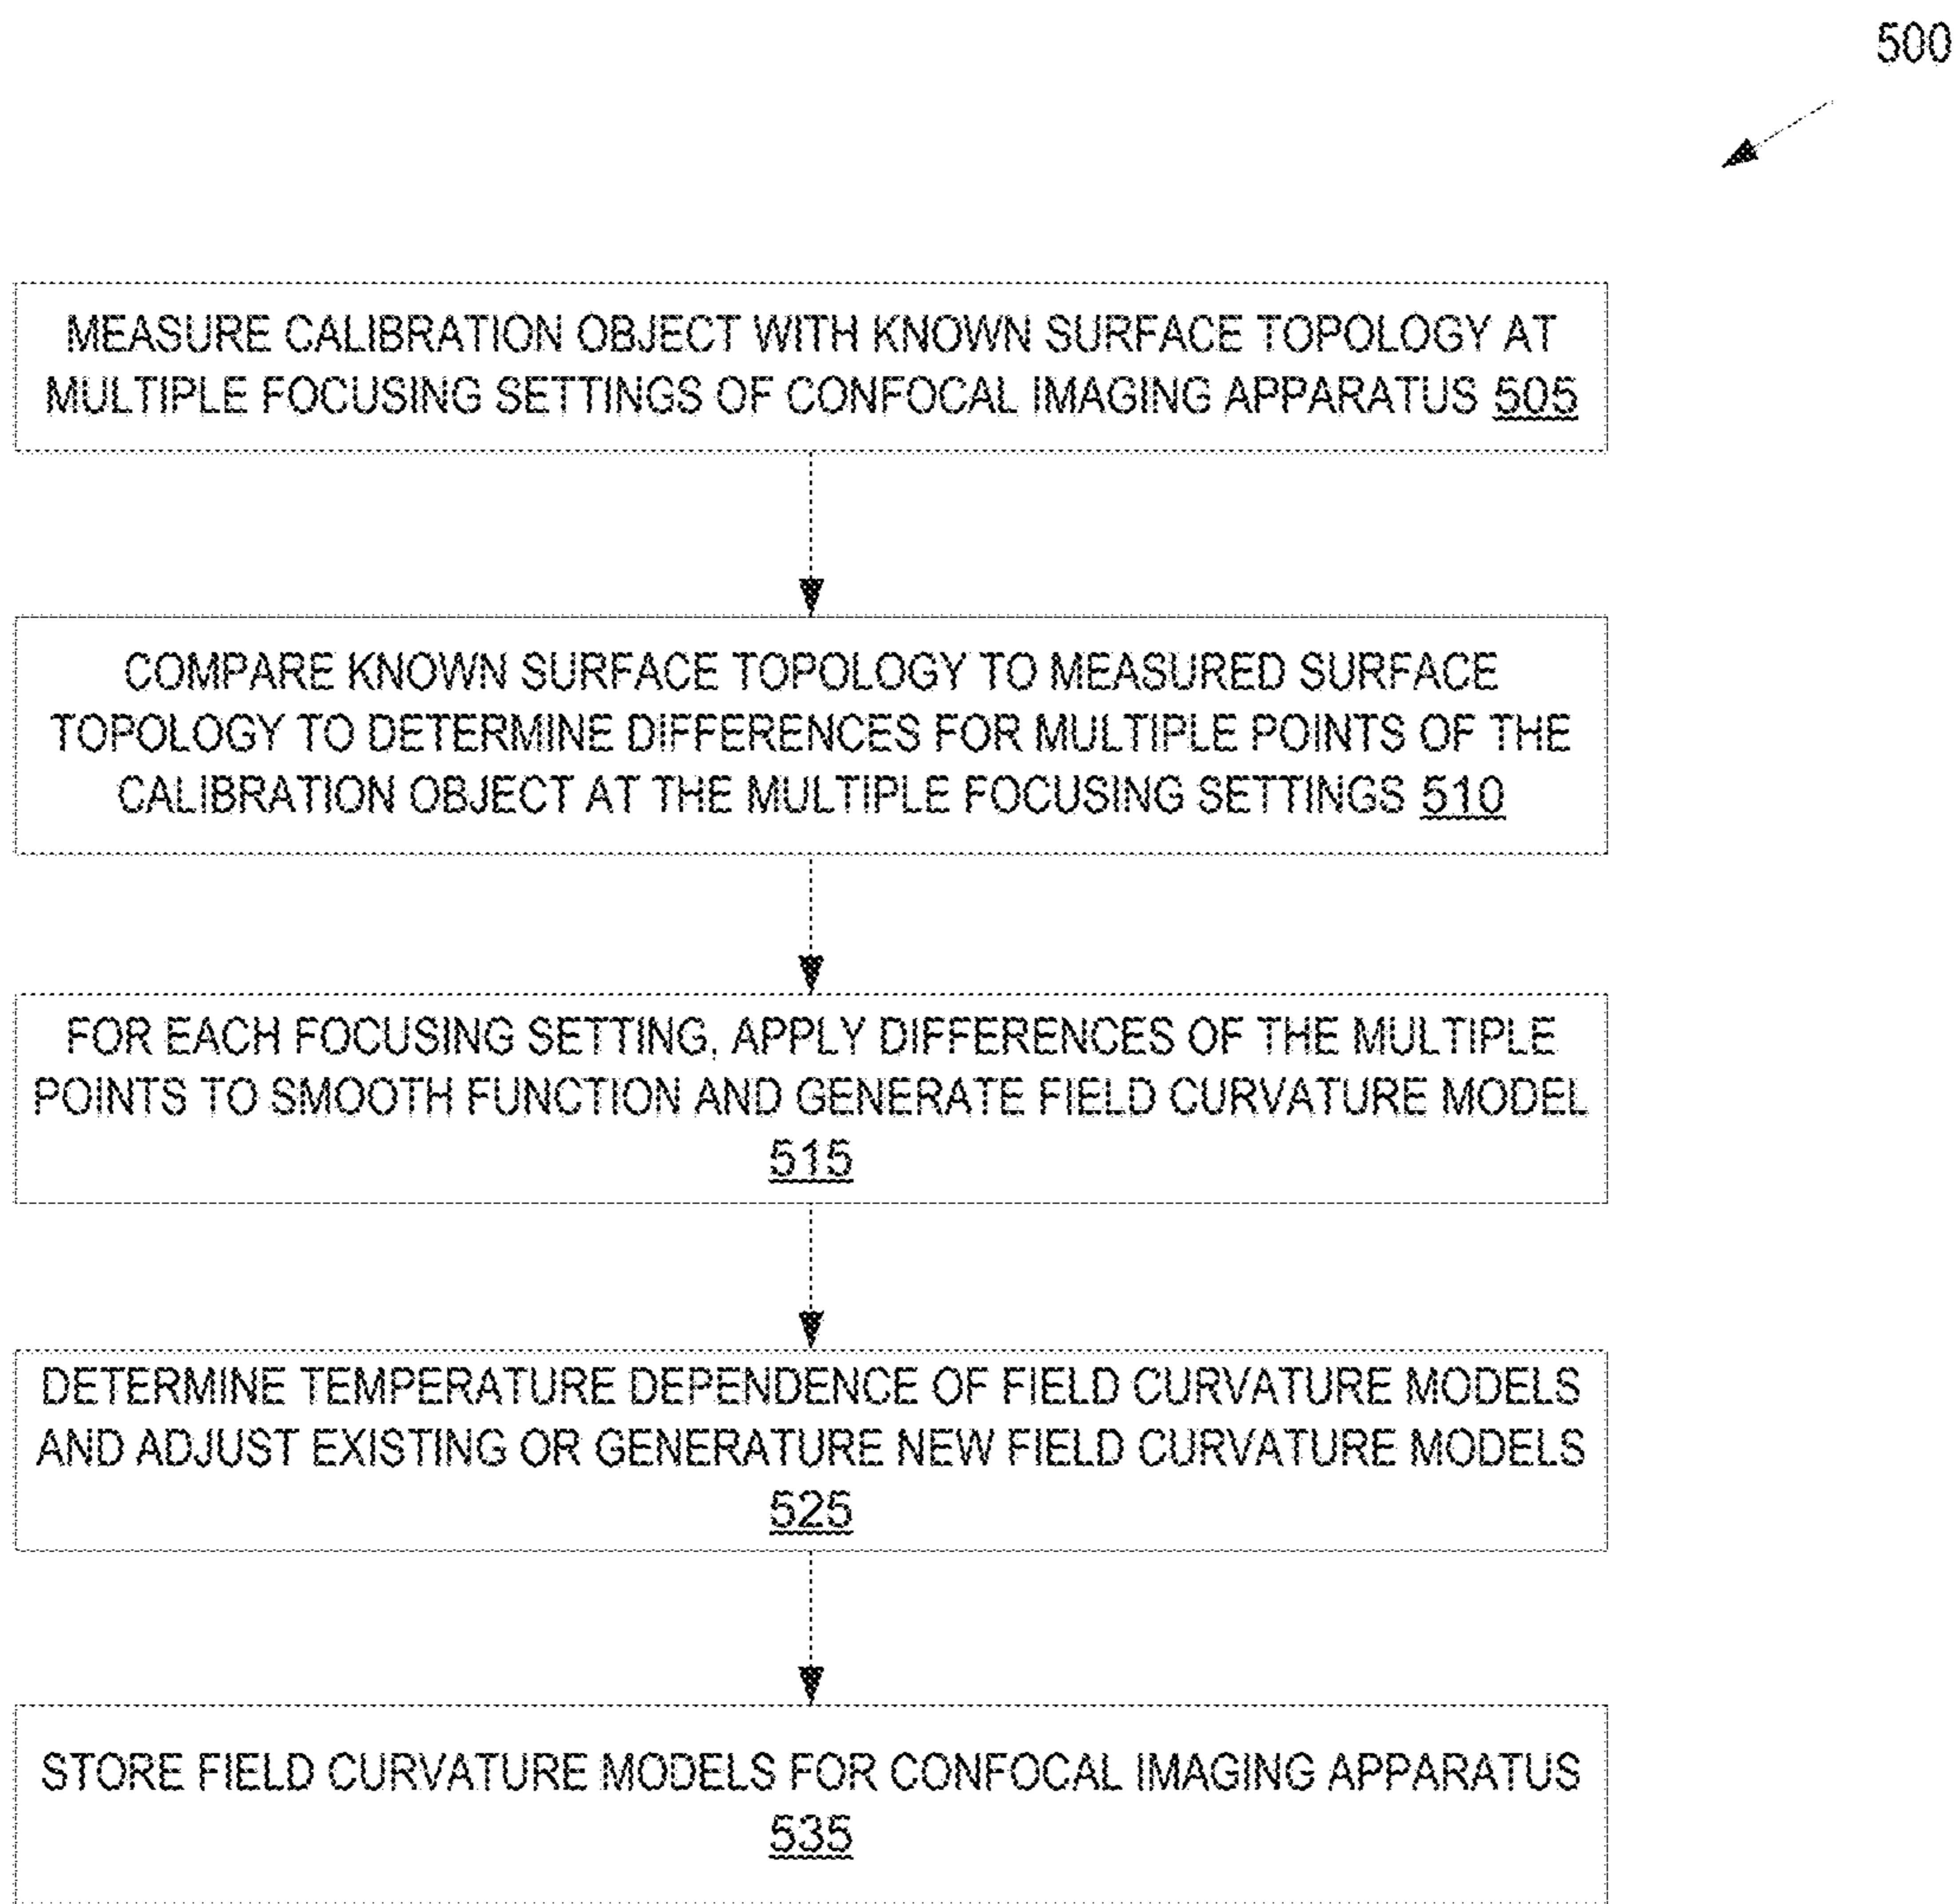 500
MEASURE CALIBRATION OBJECT WITH KNOWN SURFACE TOPOLOGY AT
MULTIPLE FOCUSING SETTINGS OF CONFOCAL IMAGING APPARATUS 505
COMPARE KNOWN SURFACE TOPOLOGY TO MEASURED SURFACE
TOPOLOGY TO DETERMINE DIFFERENCES FOR MULTIPLE POINTS OF THE
CALIBRATION OBJECT AT THE MULTIPLE FOCUSING SETTINGS 510
FOR EACH FOCUSING SETTING, APPLY DIFFERENCES OF THE MULTIPLE
POINTS TO SMOOTH FUNCTION AND GENERATE FIELD CURVATURE MODEL
515
DETERMINE TEMPERATURE DEPENDENCE OF FIELD CURVATURE MODELS
AND ADJUST EXISTING OR GENERATURE NEW FIELD CURVATURE MODELS
525
STORE FIELD CURVATURE MODELS FOR CONFOCAL IMAGING APPARATUS
535